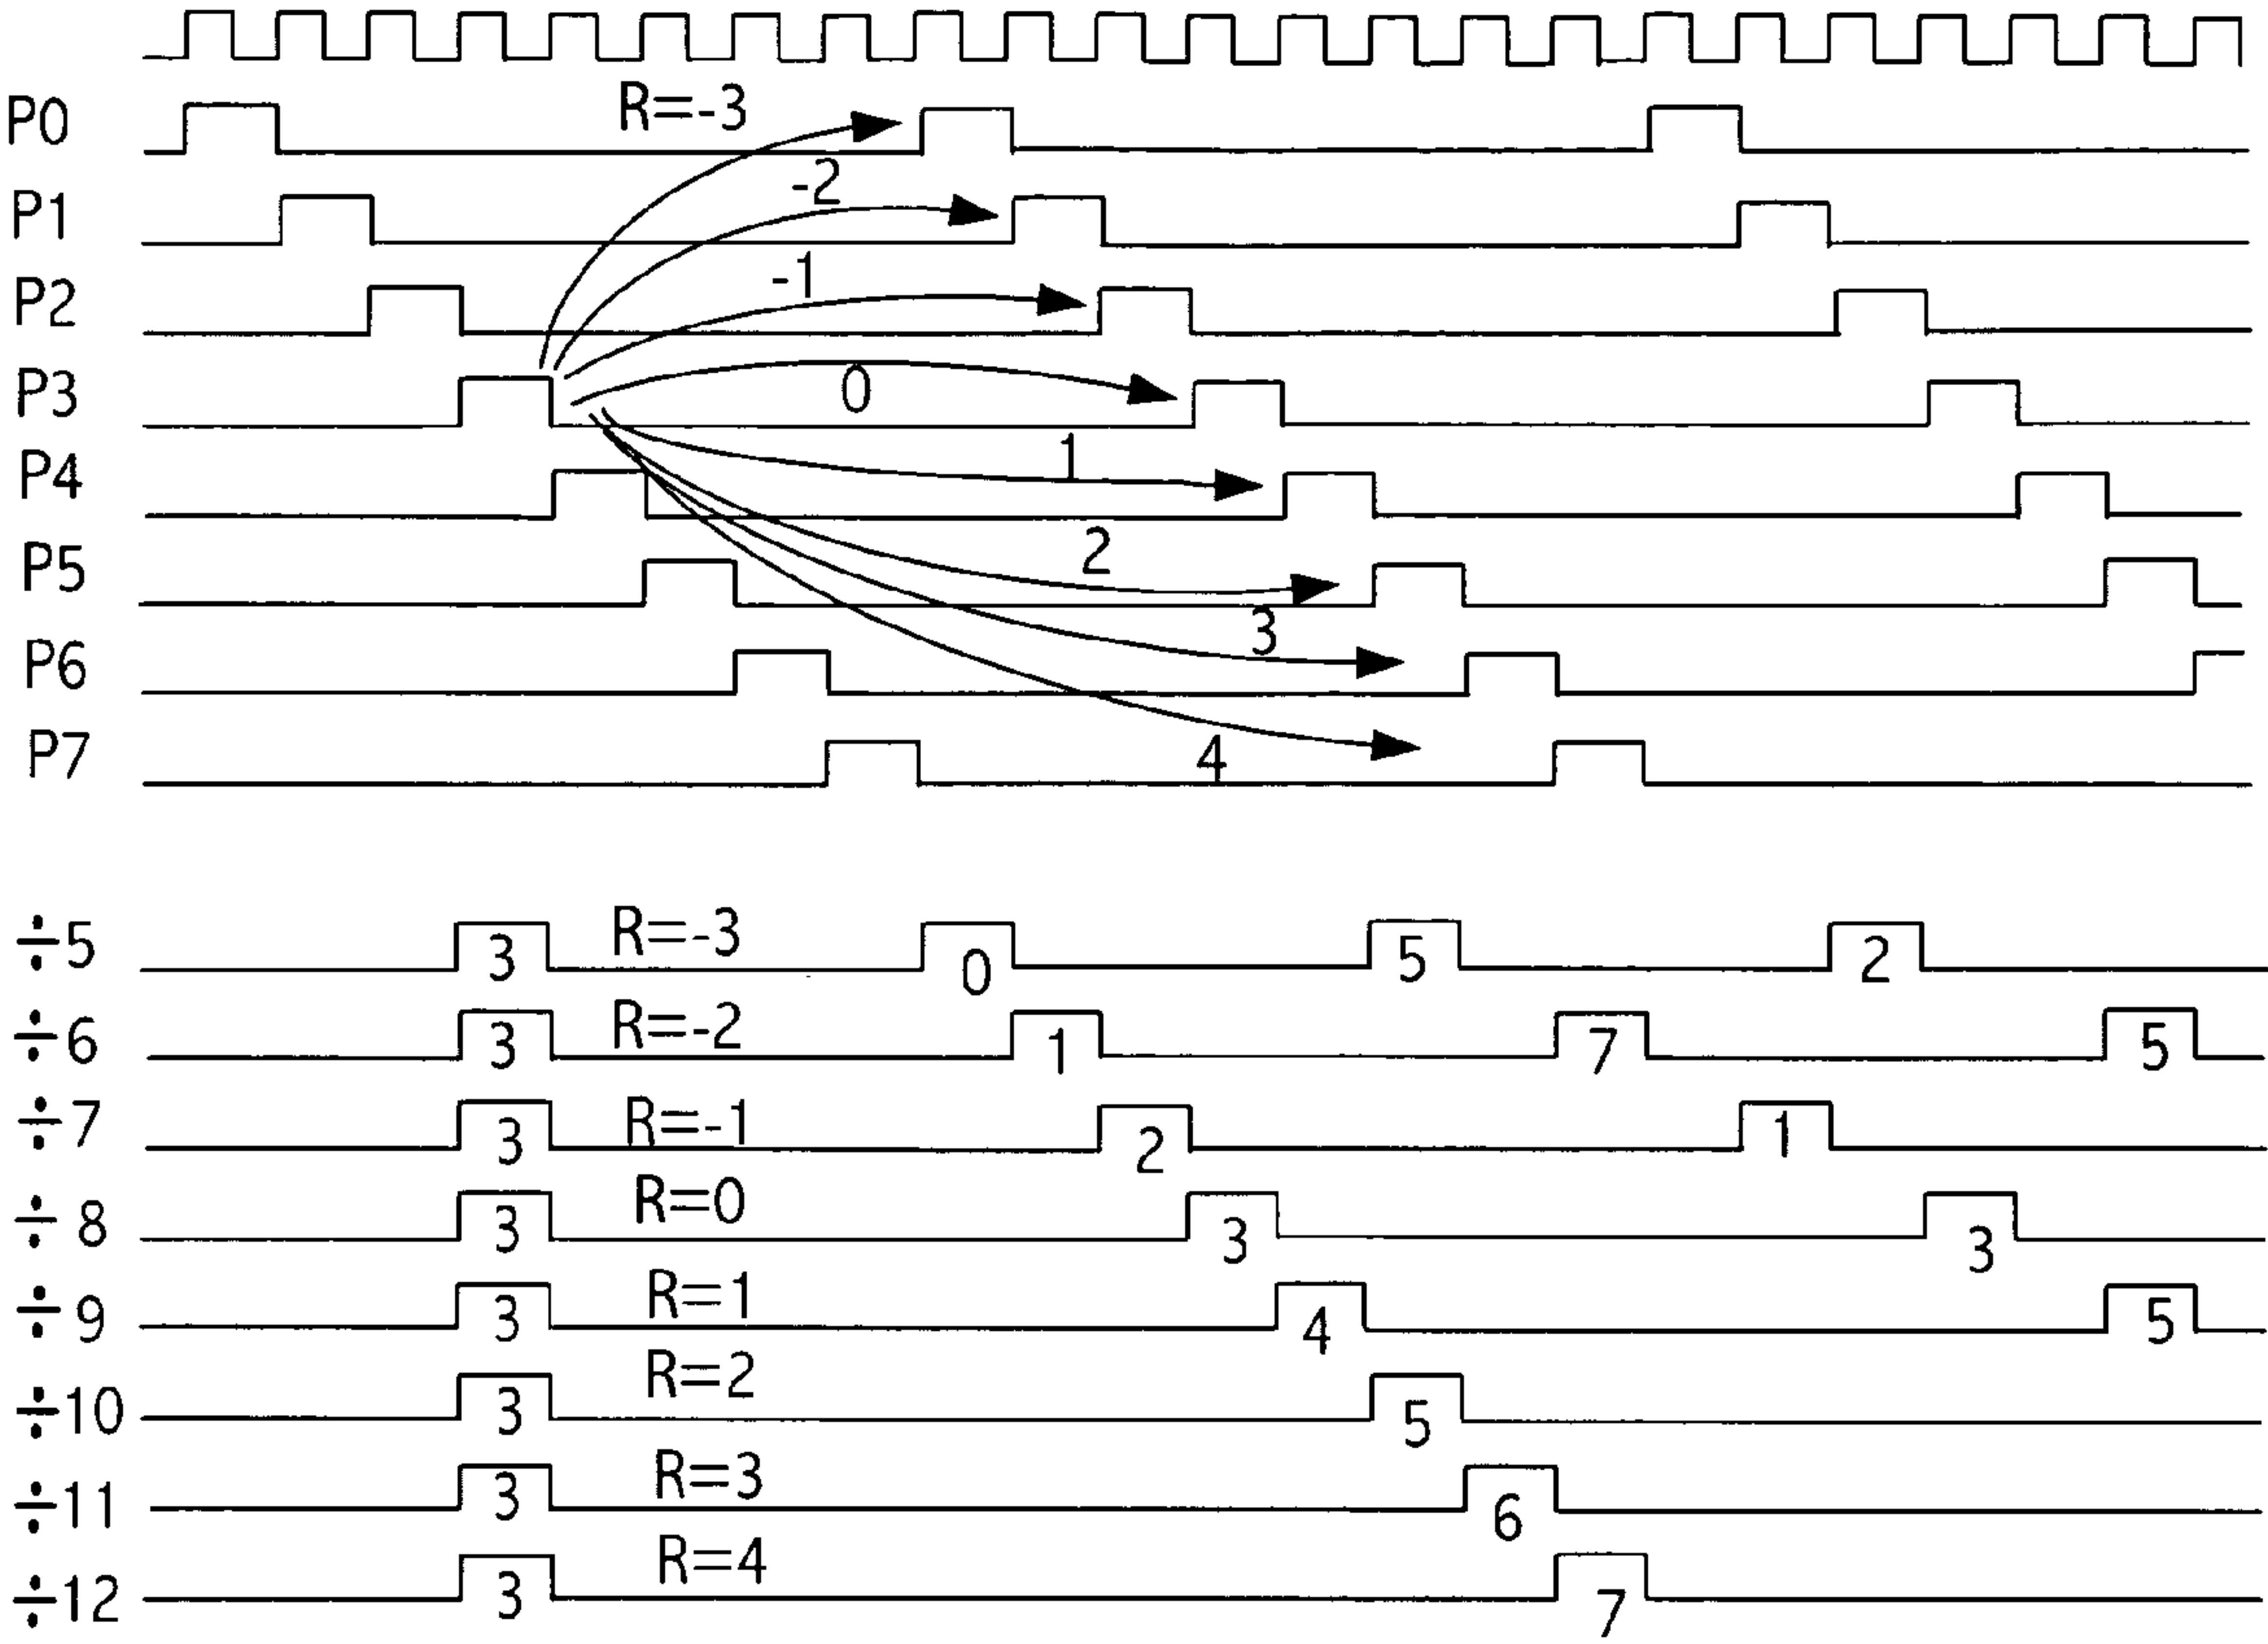 P0 R=-3
P1 -2
P2 -1
P3 0
P4 1
P5 2
P6 3
P7 4
÷5 3 R=-3 0 5 2
÷6 3 R=-2 1 7 5
÷7 3 R=-1 2 1
÷8 3 R=0 3 3
÷9 3 R=1 4 5
÷10 3 R=2 5
÷11 3 R=3 6
÷12 3 R=4 7